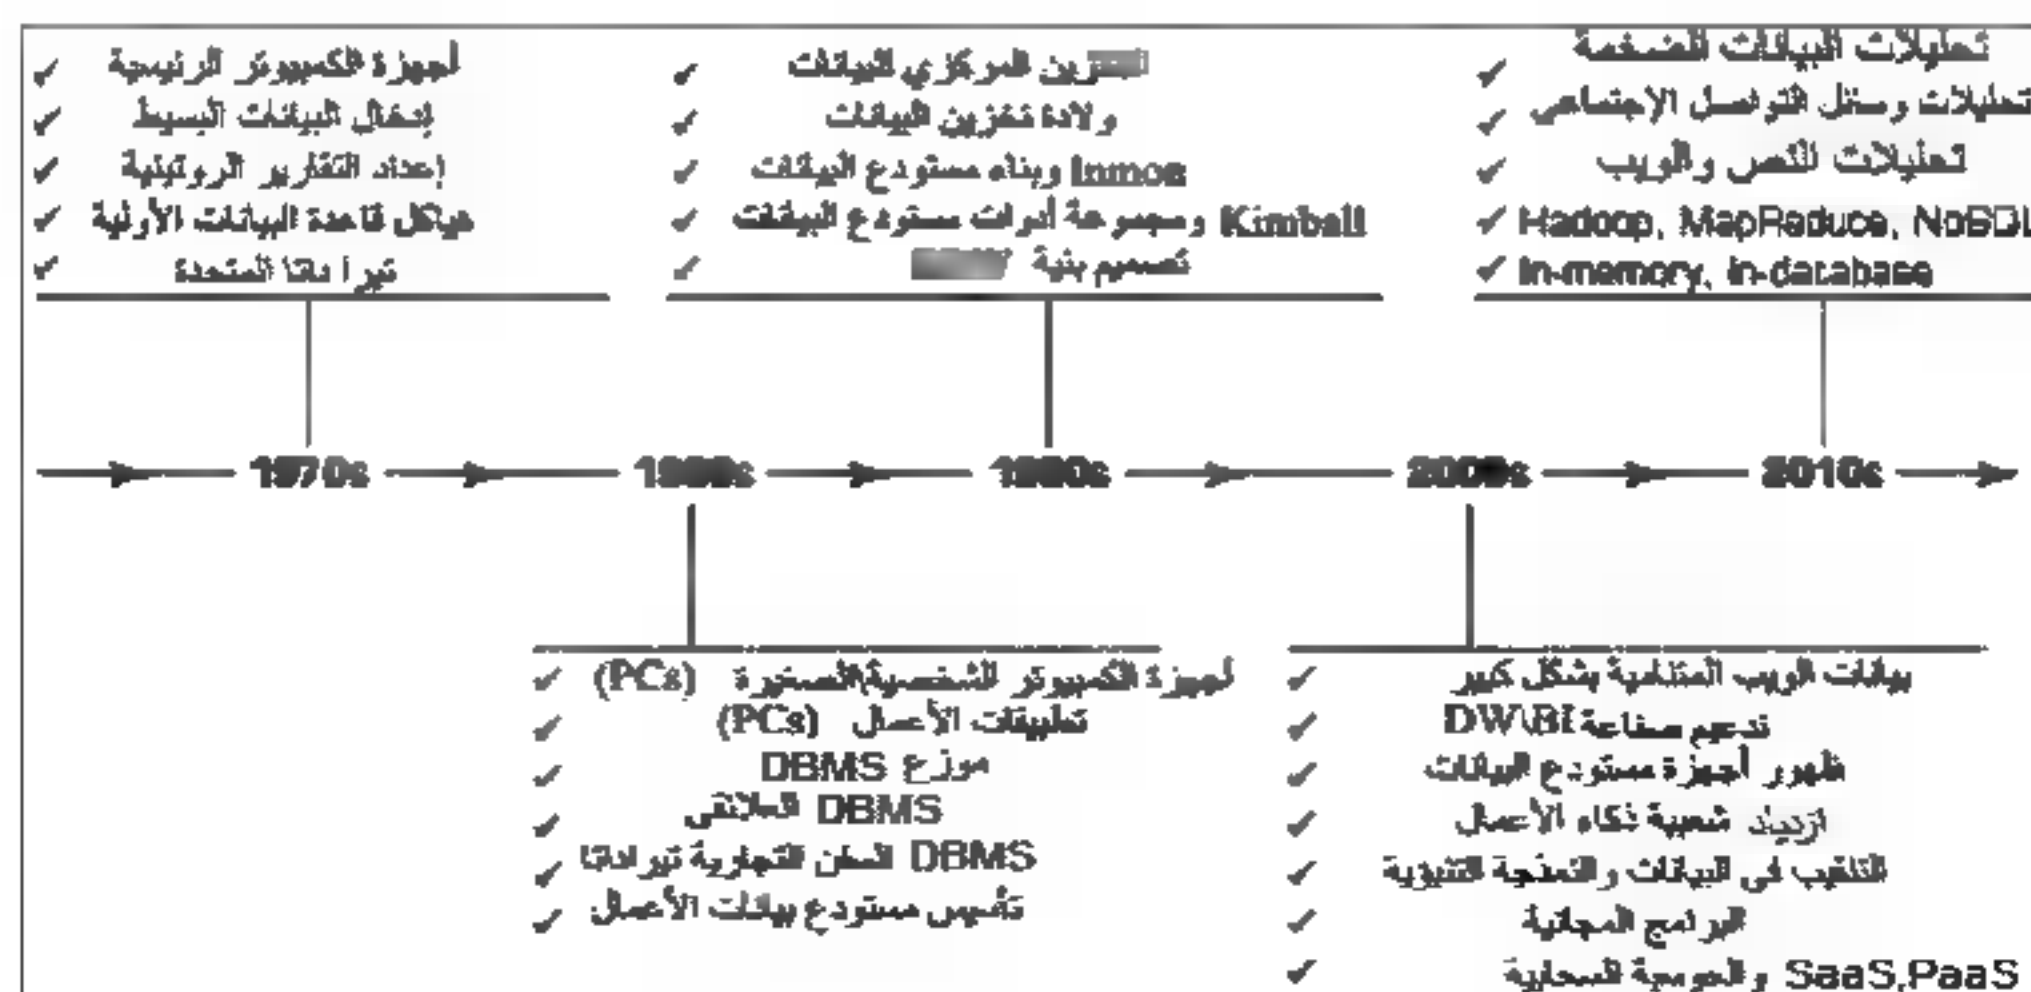 أجهزة الكمبيوتر الرئيسية
إدخال البيانات البسيط
إعداد التقارير الروتينية
هياكل قاعدة البيانات الأولية
تيرا داتا المتحدة
المركزي للبيانات
ولادة تخزين البيانات
Inmon وبناء مستودع البيانات
Kimball ومجموعة أدوات مستودع البيانات
تصميم بنية
تحليلات البيانات الضخمة
تحليلات وسائل التواصل الإجتماعي
تحليلات النص والويب
Hadoop, MapReduce, NoSQL
In-memory, in-database
1970s
1980s
1990s
2000s
2010s
أجهزة الكمبيوتر الشخصية\الصغيرة (PCs)
تطبيقات الأعمال (PCs)
موزع DBMS
DBMS العلائقي
DBMS التجارية تيراداتا
تأسيس مستودع بيانات الأعمال
بيانات الويب المتنامية بشكل كبير
تدعيم صناعة DW\BI
ظهور أجهزة مستودع البيانات
ازدياد شعبية ذكاء الأعمال
التنقيب في البيانات والنمذجة التنبؤية
البرامج المجانية
SaaS,PaaS والحوسبة السحابية